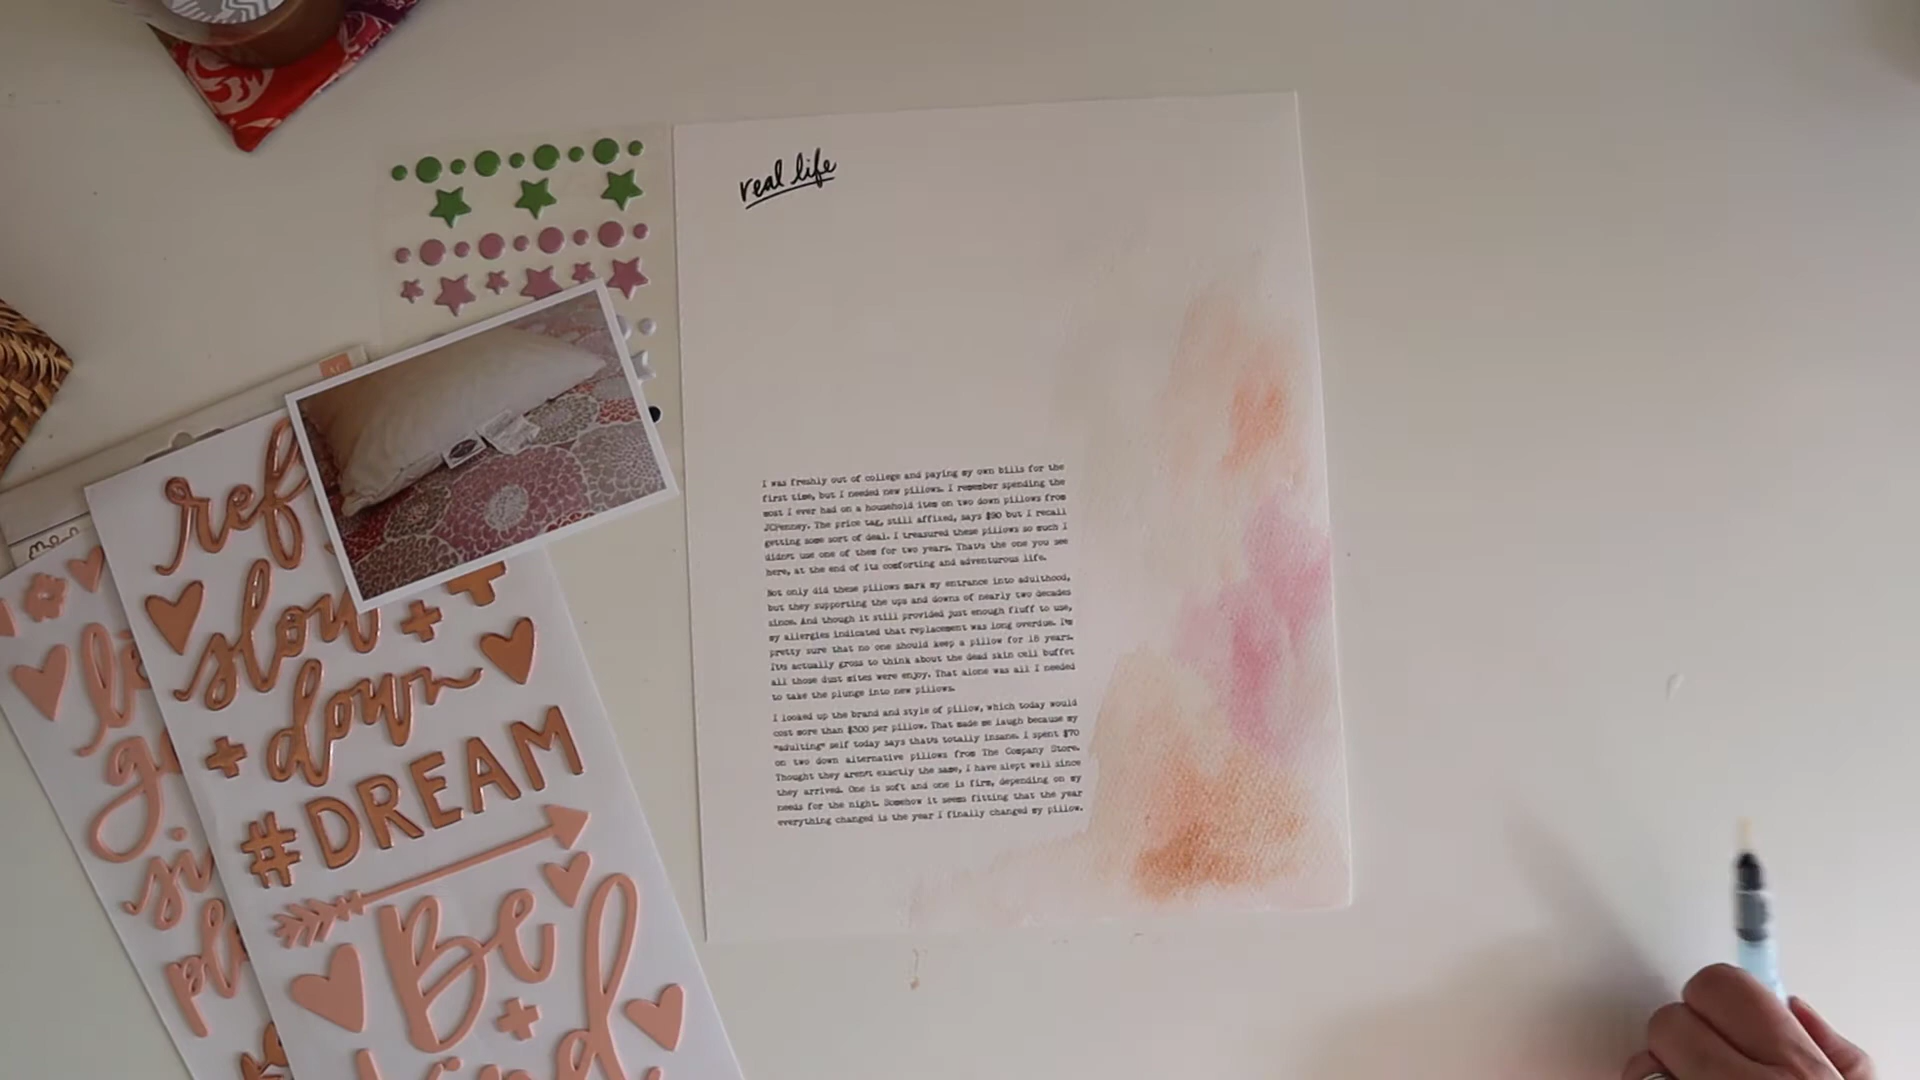 real life
I was freshly out of college and paying my own bills for the
first time, but I needed new pillows. I remember spending the
most I ever had on a household item on two down pillows from
JCPenney. The price tag, still affixed, says $90 but I recall
getting some sort of deal. I treasured these pillows so much I
didn't use one of them for two years. That's the one you see
here, at the end of its comforting and adventurous life.
Not only did these pillows mark my entrance into adulthood,
but they supporting the ups and downs of nearly two decades
since. And though it still provided just enough fluff to use,
my allergies indicated that replacement was long overdue. I'm
pretty sure that no one should keep a pillow for 18 years.
It's actually gross to think about the dead skin cell buffet
all those dust mites were enjoy. That alone was all I needed
to take the plunge into new pillows.
I looked up the brand and style of pillow, which today would
cost more than $300 per pillow. That made me laugh because my
"adulting" self today says that's totally insane. I spent $70
on two down alternative pillows from The Company Store.
Thought they aren't exactly the same, I have slept well since
they arrived. One is soft and one is firm, depending on my
needs for the night. Somehow it seems fitting that the year
everything changed is the year I finally changed my pillow.
ref
slow
+ down
#DREAM
Be
+